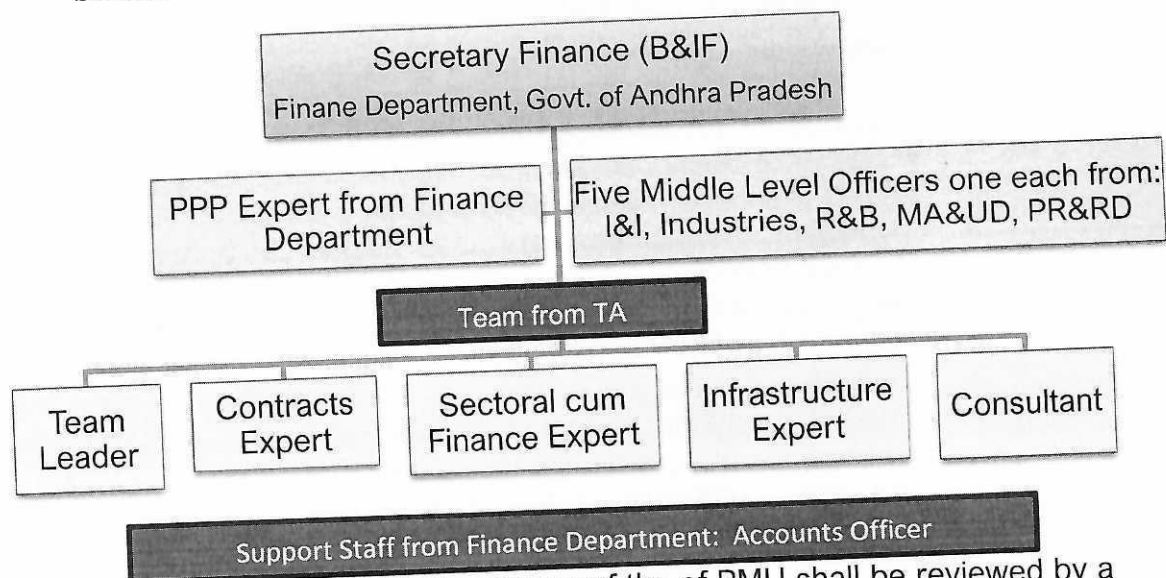 Secretary Finance (B&IF)
Finane Department, Govt. of Andhra Pradesh
PPP Expert from Finance
Department
Five Middle Level Officers one each from:
I&I, Industries, R&B, MA&UD, PR&RD
Team from TA
Team
Leader
Contracts
Expert
Sectoral cum
Finance Expert
Infrastructure
Expert
Consultant
Support Staff from Finance Department: Accounts Officer
of the of PMU shall be reviewed by a